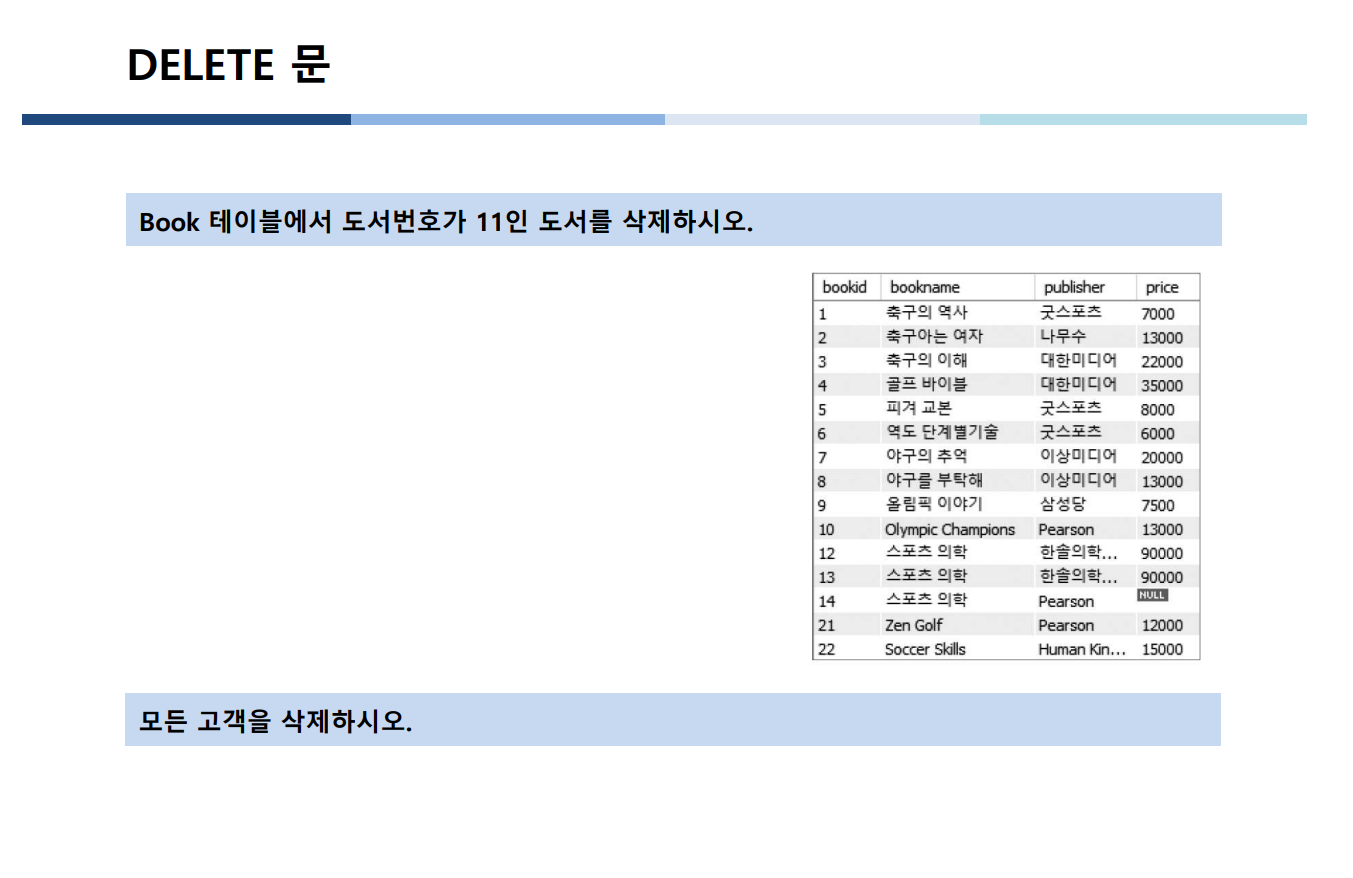 DELETE 문
Book 테이블에서 도서번호가 11인 도서를 삭제하시오.
bookid bookname publisher price
1 축구의 역사 굿스포츠 7000
2 축구아는 여자 나무수 13000
3 축구의 이해 대한미디어 22000
4 골프 바이블 대한미디어 35000
5 피겨 교본 굿스포츠 8000
6 역도 단계별기술 굿스포츠 6000
7 야구의 추억 이상미디어 20000
8 야구를 부탁해 이상미디어 13000
9 올림픽 이야기 삼성당 7500
10 Olympic Champions Pearson 13000
12 스포츠 의학 한솔의학... 90000
13 스포츠 의학 한솔의학... 90000
14 스포츠 의학 Pearson NULL
21 Zen Golf Pearson 12000
22 Soccer Skills Human Kin... 15000
모든 고객을 삭제하시오.